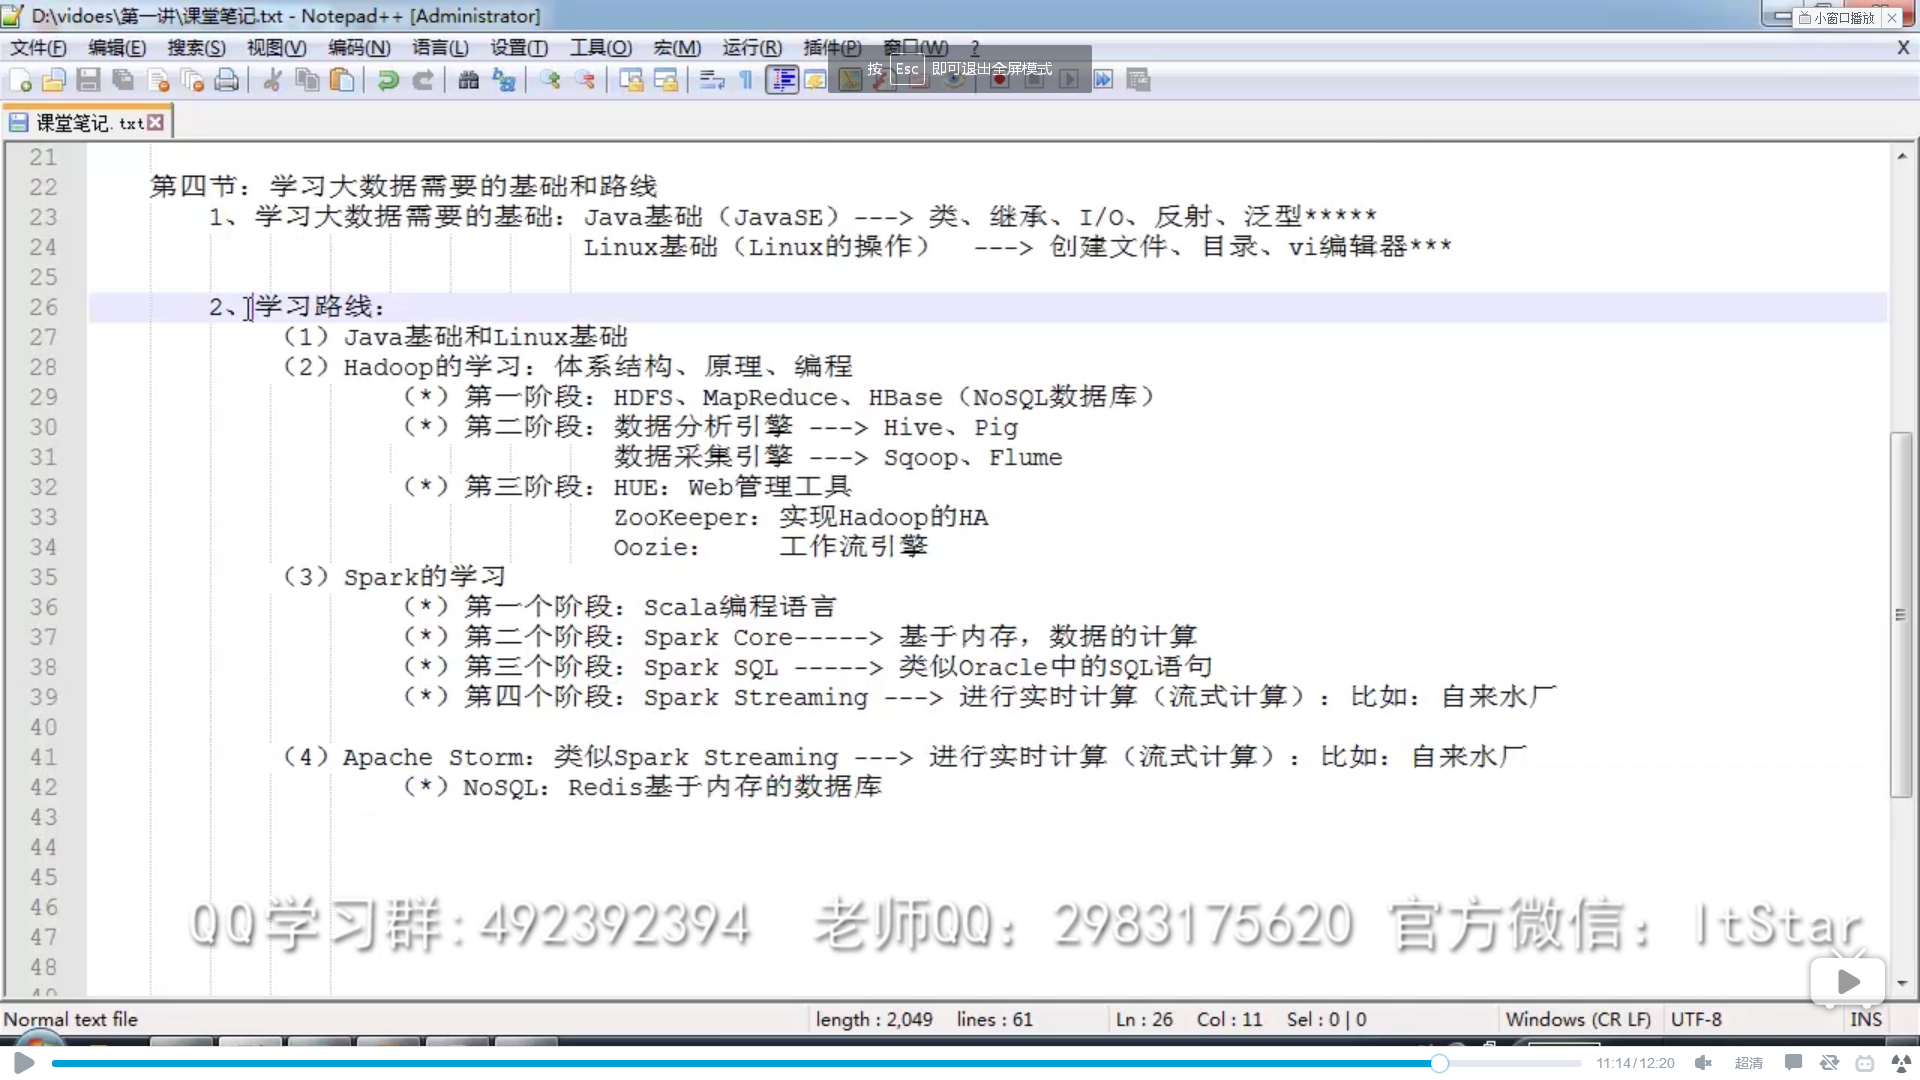 D:\vidoes\第一讲\课堂笔记.txt - Notepad++ [Administrator]
小窗口播放
文件(F) 编辑(E) 搜索(S) 视图(V) 编码(N) 语言(L) 设置(T) 工具(O) 宏(M) 运行(R) 插件(P) 窗口(W) ? X
按 Esc 即可退出全屏模式
课堂笔记.txt
21
22 第四节：学习大数据需要的基础和路线
23 1、学习大数据需要的基础：Java基础（JavaSE）---> 类、继承、I/O、反射、泛型*****
24 Linux基础（Linux的操作） ---> 创建文件、目录、vi编辑器***
25
26 2、学习路线：
27 （1）Java基础和Linux基础
28 （2）Hadoop的学习：体系结构、原理、编程
29 （*）第一阶段：HDFS、MapReduce、HBase（NoSQL数据库）
30 （*）第二阶段：数据分析引擎 ---> Hive、Pig
31 数据采集引擎 ---> Sqoop、Flume
32 （*）第三阶段：HUE：Web管理工具
33 ZooKeeper：实现Hadoop的HA
34 Oozie： 工作流引擎
35 （3）Spark的学习
36 （*）第一个阶段：Scala编程语言
37 （*）第二个阶段：Spark Core-----> 基于内存，数据的计算
38 （*）第三个阶段：Spark SQL -----> 类似Oracle中的SQL语句
39 （*）第四个阶段：Spark Streaming ---> 进行实时计算（流式计算）：比如：自来水厂
40
41 （4）Apache Storm：类似Spark Streaming ---> 进行实时计算（流式计算）：比如：自来水厂
42 （*）NoSQL：Redis基于内存的数据库
43
44
45
46
47
48
QQ学习群:492392394 老师QQ：2983175620 官方微信：ItStar
Normal text file length : 2,049 lines : 61 Ln : 26 Col : 11 Sel : 0 | 0 Windows (CR LF) UTF-8 INS
11:14/12:20 超清